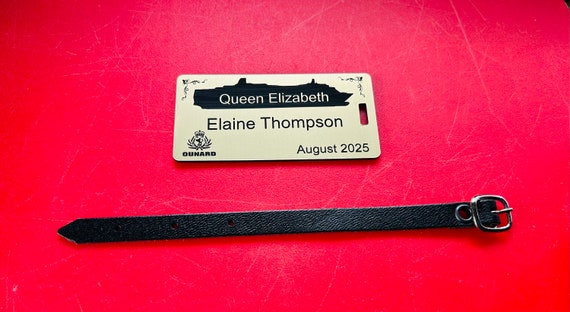 Queen Elizabeth
Elaine Thompson
CUNARD
August 2025